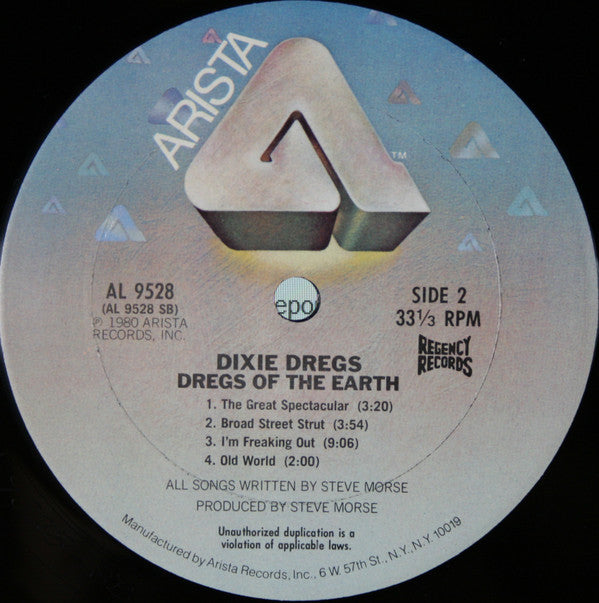 ARISTA
TM
AL 9528
(AL 9528 SB)
℗ 1980 ARISTA
RECORDS, INC.
epo
SIDE 2
33⅓ RPM
REGENCY
RECORDS
DIXIE DREGS
DREGS OF THE EARTH
1. The Great Spectacular (3:20)
2. Broad Street Strut (3:54)
3. I'm Freaking Out (9:06)
4. Old World (2:00)
ALL SONGS WRITTEN BY STEVE MORSE
PRODUCED BY STEVE MORSE
Unauthorized duplication is a
violation of applicable laws.
Manufactured by Arista Records, Inc., 6 W. 57th St., N.Y., N.Y. 10019